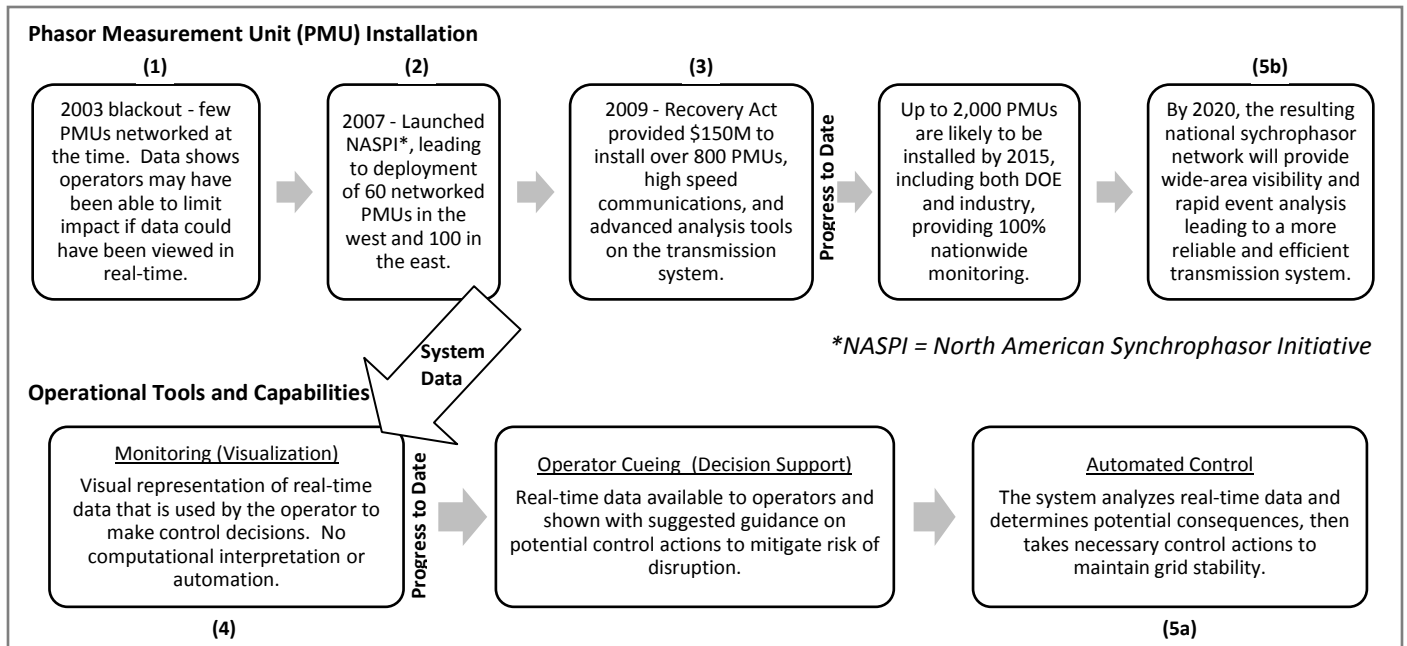 Phasor Measurement Unit (PMU) Installation
(1)
2003 blackout - few
PMUs networked at
the time. Data shows
operators may have
been able to limit
impact if data could
have been viewed in
real-time.
(2)
2007 - Launched
NASPI*, leading
to deployment
of 60 networked
PMUs in the
west and 100 in
the east.
(3)
2009 - Recovery Act
provided $150M to
install over 800 PMUs,
high speed
communications, and
advanced analysis tools
on the transmission
system.
Progress to Date
Up to 2,000 PMUs
are likely to be
installed by 2015,
including both DOE
and industry,
providing 100%
nationwide
monitoring.
(5b)
By 2020, the resulting
national sychrophasor
network will provide
wide-area visibility and
rapid event analysis
leading to a more
reliable and efficient
transmission system.
*NASPI = North American Synchrophasor Initiative
System
Data
Operational Tools and Capabilities
Monitoring (Visualization)
Visual representation of real-time
data that is used by the operator to
make control decisions. No
computational interpretation or
automation.
(4)
Progress to Date
Operator Cueing (Decision Support)
Real-time data available to operators and
shown with suggested guidance on
potential control actions to mitigate risk of
disruption.
Automated Control
The system analyzes real-time data and
determines potential consequences, then
takes necessary control actions to
maintain grid stability.
(5a)